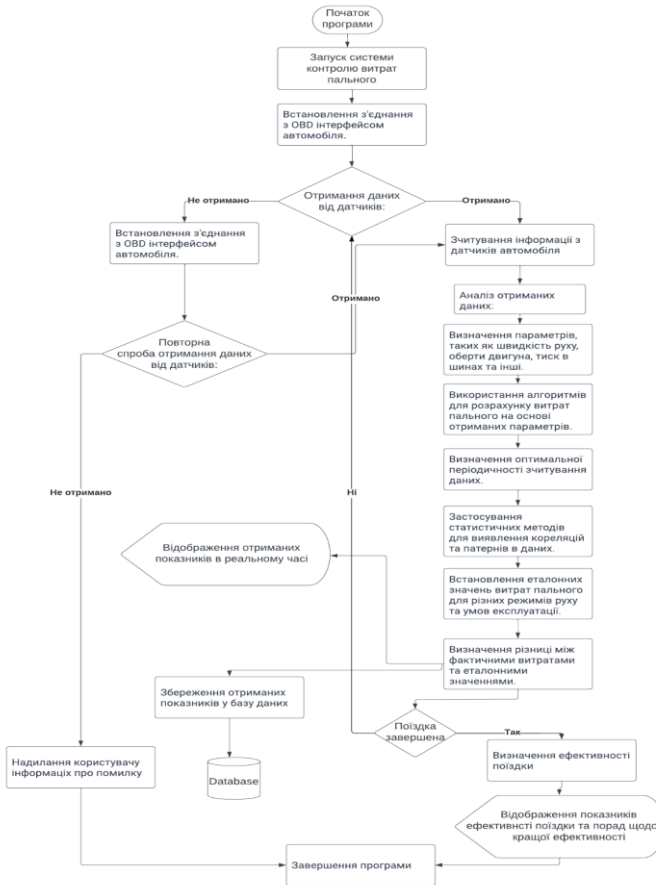 Початок
програми
Запуск системи
контролю витрат
пального
Встановлення з'єднання
з OBD інтерфейсом
автомобіля.
Отримання даних
від датчиків:
Не отримано
Отримано
Встановлення з'єднання
з OBD інтерфейсом
автомобіля.
Зчитування інформації з
датчиків автомобіля
Отримано
Аналіз отриманих
даних:
Повторна
спроба отримання даних
від датчиків:
Визначення параметрів,
таких як швидкість руху,
оберти двигуна, тиск в
шинах та інші.
Використання алгоритмів
для розрахунку витрат
пального на основі
отриманих параметрів.
Визначення оптимальної
періодичності зчитування
даних.
Не отримано
Ні
Застосування
статистичних методів
для виявлення кореляцій
та патернів в даних.
Відображення отриманих
показників в реальному часі
Встановлення еталонних
значень витрат пального
для різних режимів руху
та умов експлуатації.
Визначення різниці між
фактичними витратами
та еталонними
значеннями.
Збереження отриманих
показників у базу даних
Поїздка
завершена
Так
Надилання користувачу
інформаціх про помилку
Database
Визначення ефективності
поїздки
Відображення показників
ефективнсті поїздки та порад щодо
кращої ефективності
Завершення програми